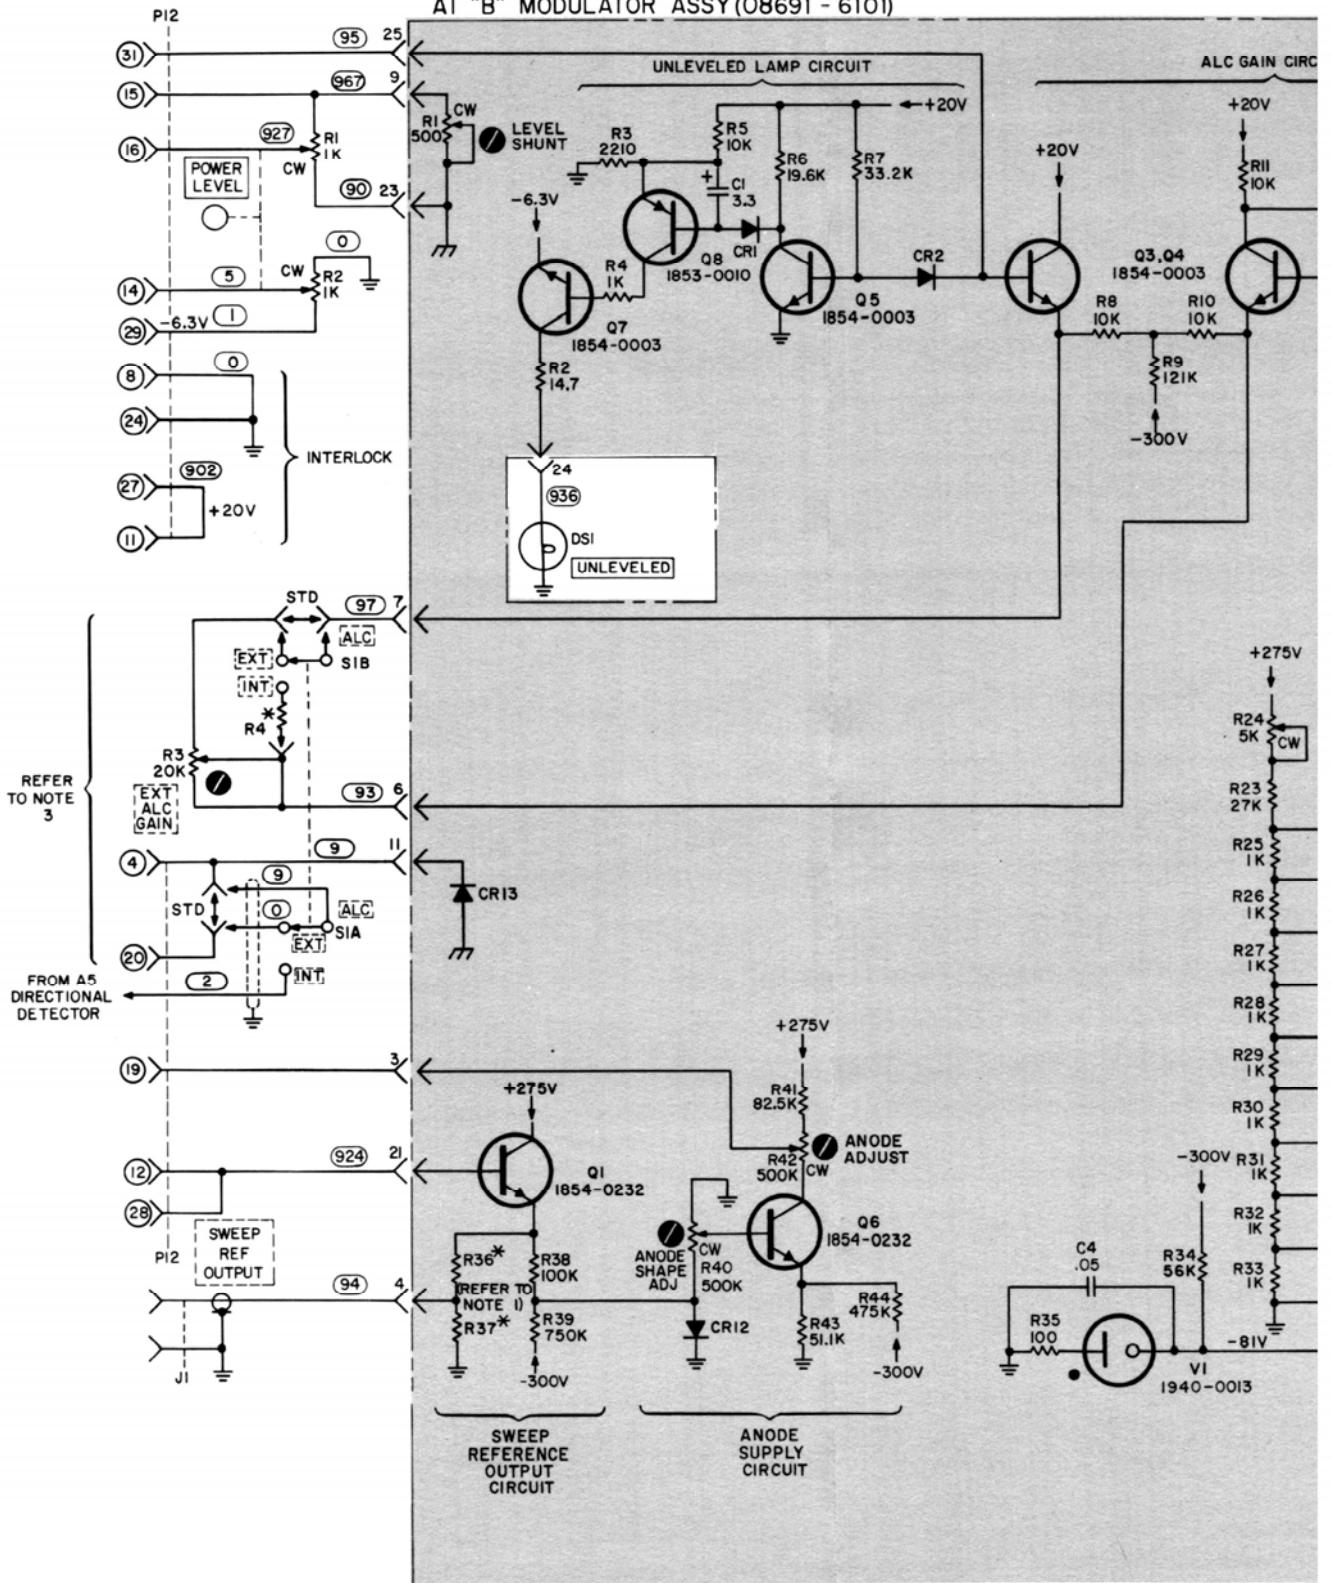 A1 "B" MODULATOR ASSY (08691 - 6101)
P12
31
95
25
15
967
9
16
927
R1
1K
CW
POWER
LEVEL
90
23
0
14
5
CW
R2
1K
29
-6.3V
1
8
0
24
27
902
+20V
11
INTERLOCK
CW
R1
500
LEVEL
SHUNT
UNLEVELED LAMP CIRCUIT
+20V
R3
2210
R5
10K
R6
19.6K
R7
33.2K
+
C1
3.3
-6.3V
CR1
Q8
1853-0010
R4
1K
Q7
1854-0003
Q5
1854-0003
CR2
R2
14.7
24
936
DS1
UNLEVELED
ALC GAIN CIRC
+20V
+20V
R11
10K
Q3,Q4
1854-0003
R8
10K
R10
10K
R9
121K
-300V
REFER
TO NOTE
3
STD
97
7
ALC
EXT
S1B
INT
*
R4
R3
20K
EXT
ALC
GAIN
93
6
4
9
11
9
STD
0
ALC
S1A
EXT
20
INT
FROM A5
DIRECTIONAL
DETECTOR
2
CR13
19
3
12
924
21
28
P12
SWEEP
REF
OUTPUT
94
4
J1
+275V
Q1
1854-0232
R36*
R38
100K
(REFER TO
NOTE 1)
R37*
R39
750K
-300V
SWEEP
REFERENCE
OUTPUT
CIRCUIT
+275V
R41
82.5K
R42
500K
CW
ANODE
ADJUST
ANODE
SHAPE
ADJ
CW
R40
500K
Q6
1854-0232
CR12
R43
51.1K
R44
475K
-300V
ANODE
SUPPLY
CIRCUIT
+275V
R24
5K
CW
R23
27K
R25
1K
R26
1K
R27
1K
R28
1K
R29
1K
R30
1K
R31
1K
R32
1K
R33
1K
-300V
R34
56K
C4
.05
R35
100
-81V
V1
1940-0013